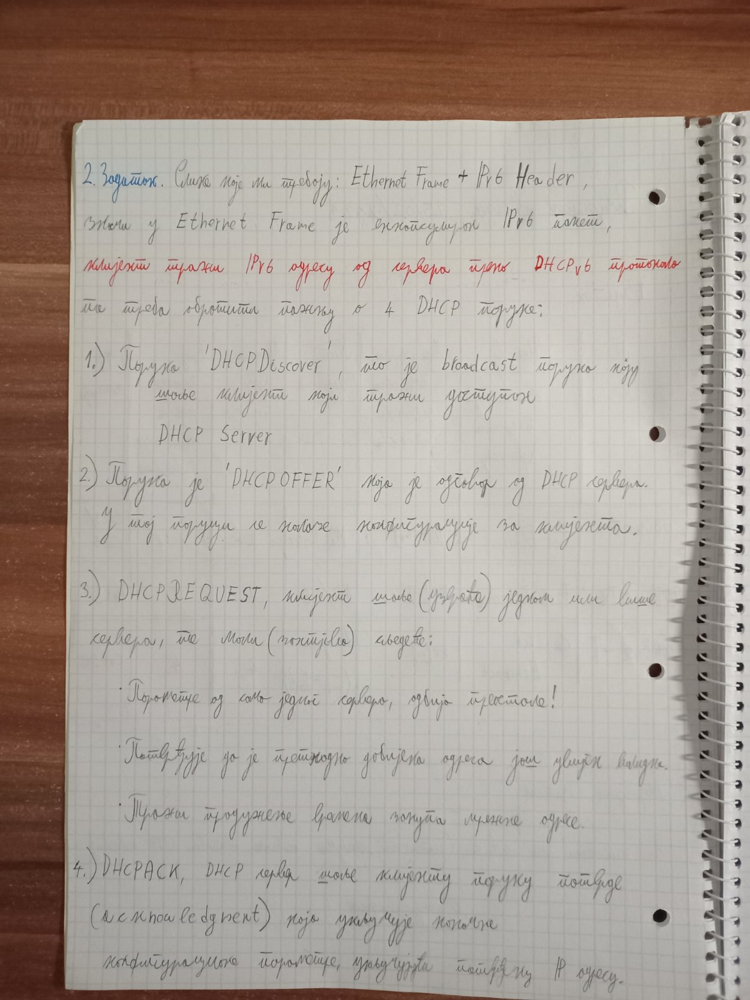 2. Задатак. Слике које ми требају: Ethernet Frame + IPv6 Header,
значи у Ethernet Frame је енкапсулиран IPv6 пакет,
клијент тражи IPv6 адресу од сервера преко DHCPv6 протокола
па треба обратити пажњу о 4 DHCP поруке:
1.) Порука 'DHCPDiscover', то је broadcast порука коју
шаље клијент који тражи доступан
DHCP Server
2.) Порука је 'DHCPOFFER' која је одговор од DHCP сервера.
У тој поруци се налазе конфигурације за клијента.
3.) DHCPREQUEST, клијент шаље (узвраћа) једном или више
сервера, те моли (захтјева) сљедеће:
· Параметре од само једног сервера, одбија преостале!
· Потврђује да је претходно добијена адреса још увијек валидна.
· Тражи продужење времена закупа мрежне адресе.
4.) DHCPACK, DHCP сервер шаље клијенту поруку потврде
(acknowledgment) која укључује коначне
конфигурационе параметре, укључујући потврђену IP адресу.